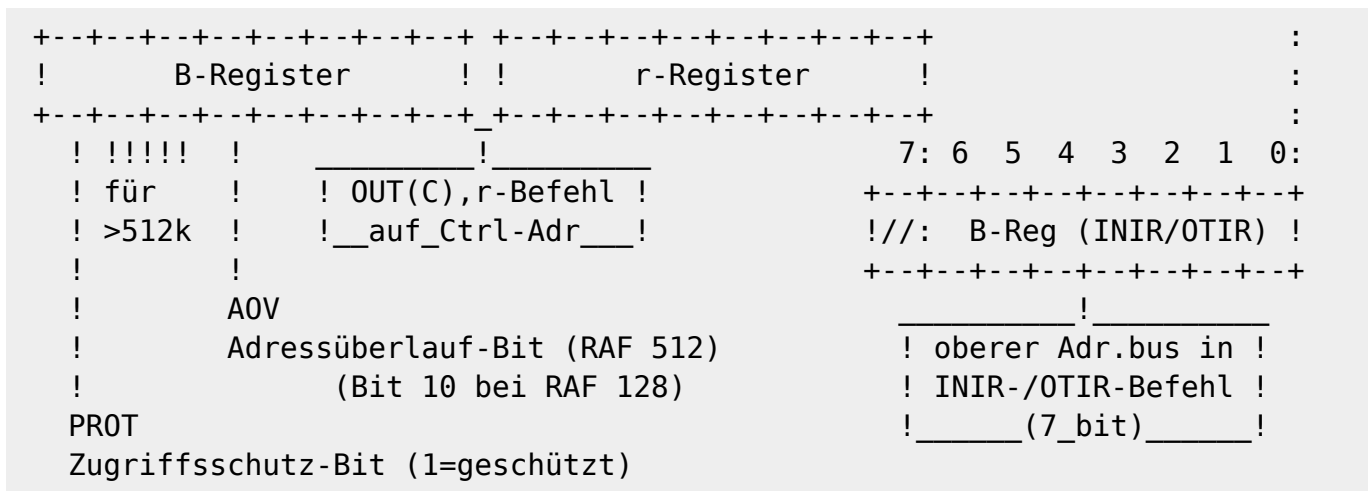 +--+--+--+--+--+--+--+--+ +--+--+--+--+--+--+--+--+                    :
!       B-Register      ! !       r-Register      !                    :
+--+--+--+--+--+--+--+--+_+--+--+--+--+--+--+--+--+                    :
  ! !!!!!  !    _________!_________              7: 6  5  4  3  2  1  0:
  ! für    !    ! OUT(C),r-Befehl !            +--+--+--+--+--+--+--+--+
  ! >512k  !    !__auf_Ctrl-Adr___!            !//:  B-Reg (INIR/OTIR) !
  !        !                                   +--+--+--+--+--+--+--+--+
  !        AOV                                   __________!__________
  !        Adressüberlauf-Bit (RAF 512)          ! oberer Adr.bus in !
  !              (Bit 10 bei RAF 128)            ! INIR-/OTIR-Befehl !
  PROT                                           !______(7_bit)______!
  Zugriffsschutz-Bit (1=geschützt)